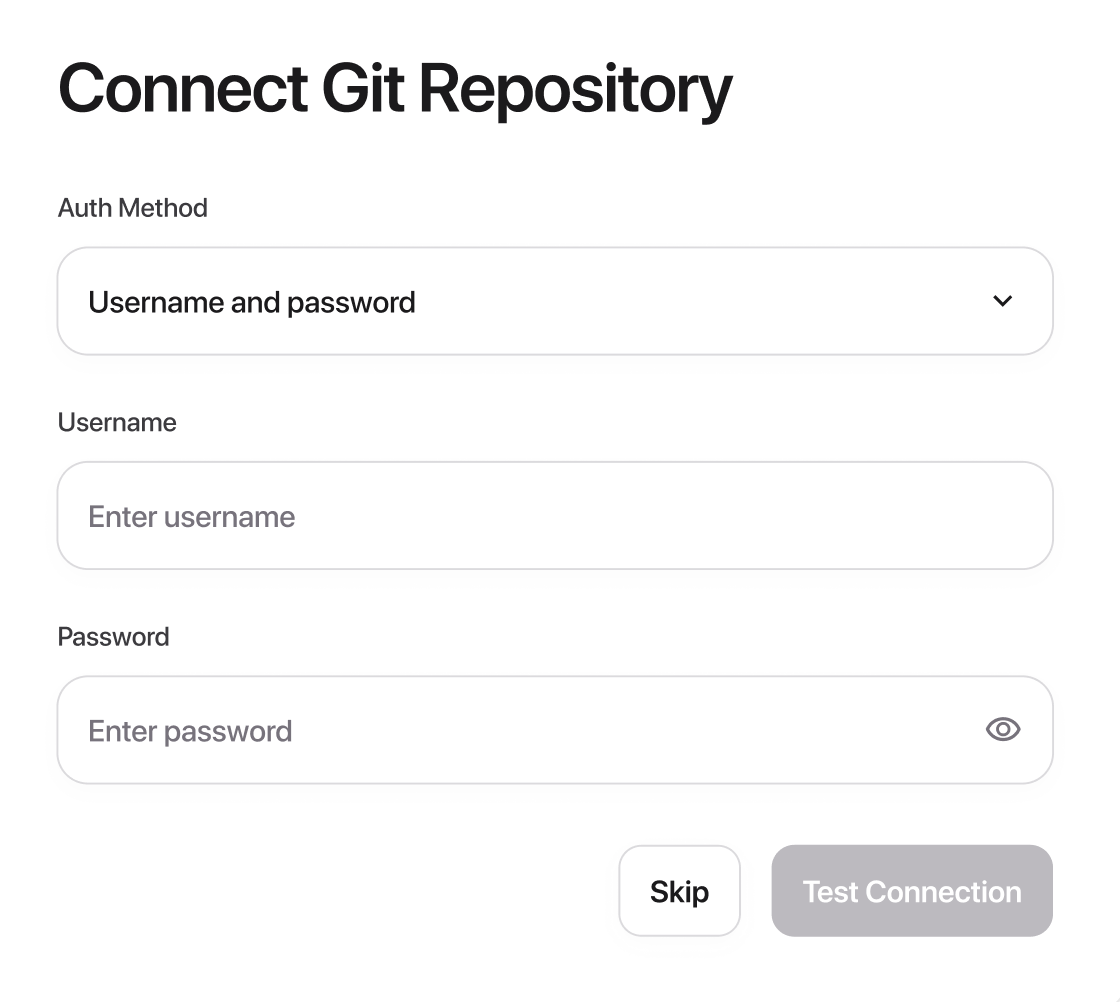 Connect Git Repository
Auth Method
Username and password
Username
Enter username
Password
Enter password
Skip
Test Connection